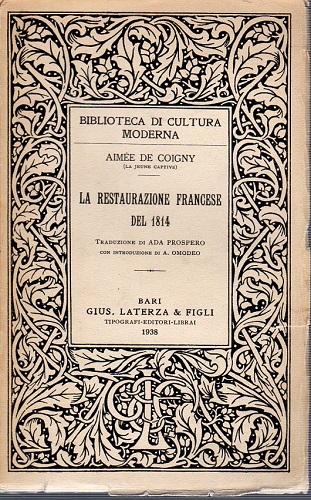 BIBLIOTECA DI CULTURA
MODERNA
AIMÉE DE COIGNY
(LA JEUNE CAPTIVE)
LA RESTAURAZIONE FRANCESE
DEL 1814
TRADUZIONE DI ADA PROSPERO
CON INTRODUZIONE DI A. OMODEO
BARI
GIUS. LATERZA & FIGLI
TIPOGRAFI-EDITORI-LIBRAI
1938